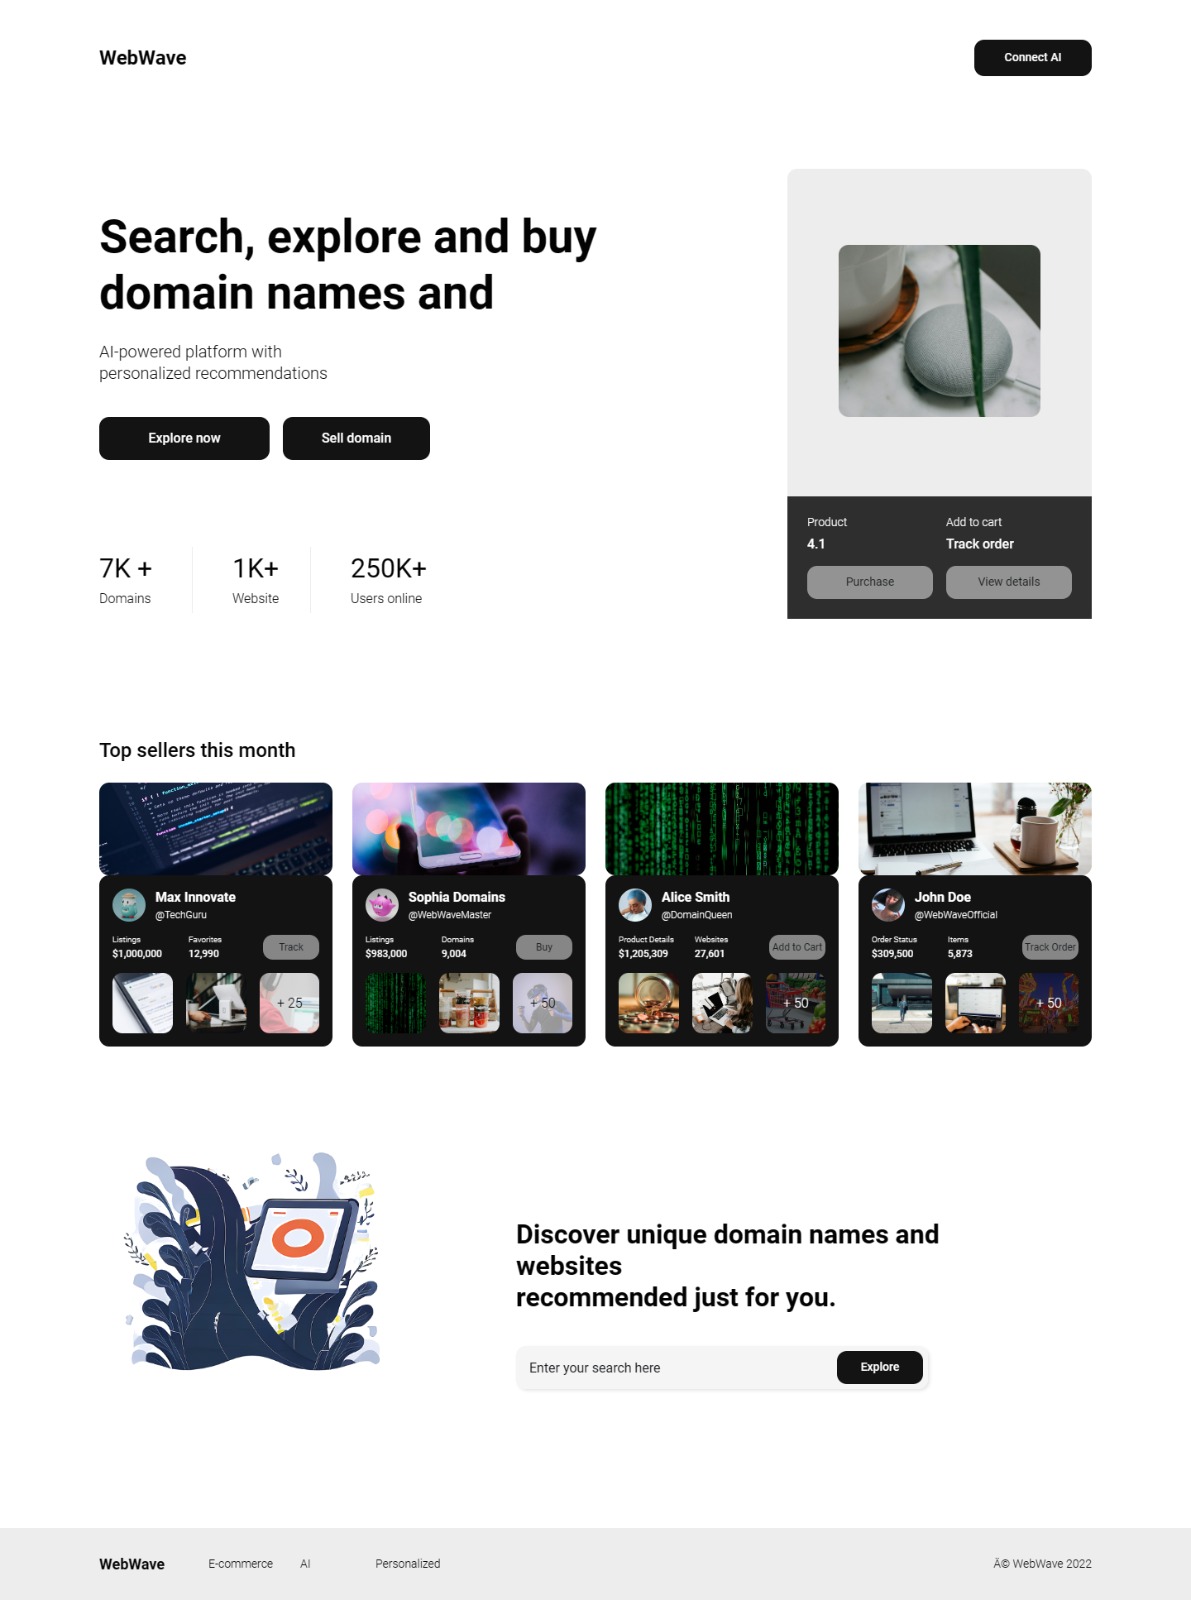 WebWave
Connect AI
Search, explore and buy
domain names and
AI-powered platform with
personalized recommendations
Explore now
Sell domain
7K +
Domains
1K+
Website
250K+
Users online
Product
4.1
Add to cart
Track order
Purchase
View details
Top sellers this month
Max Innovate
@TechGuru
Listings
$1,000,000
Favorites
12,990
Track
+ 25
Sophia Domains
@WebWaveMaster
Listings
$983,000
Domains
9,004
Buy
+ 50
Alice Smith
@DomainQueen
Product Details
$1,205,309
Websites
27,601
Add to Cart
+ 50
John Doe
@WebWaveOfficial
Order Status
$309,500
Items
5,873
Track Order
+ 50
Discover unique domain names and
websites
recommended just for you.
Enter your search here
Explore
WebWave
E-commerce
AI
Personalized
Â© WebWave 2022